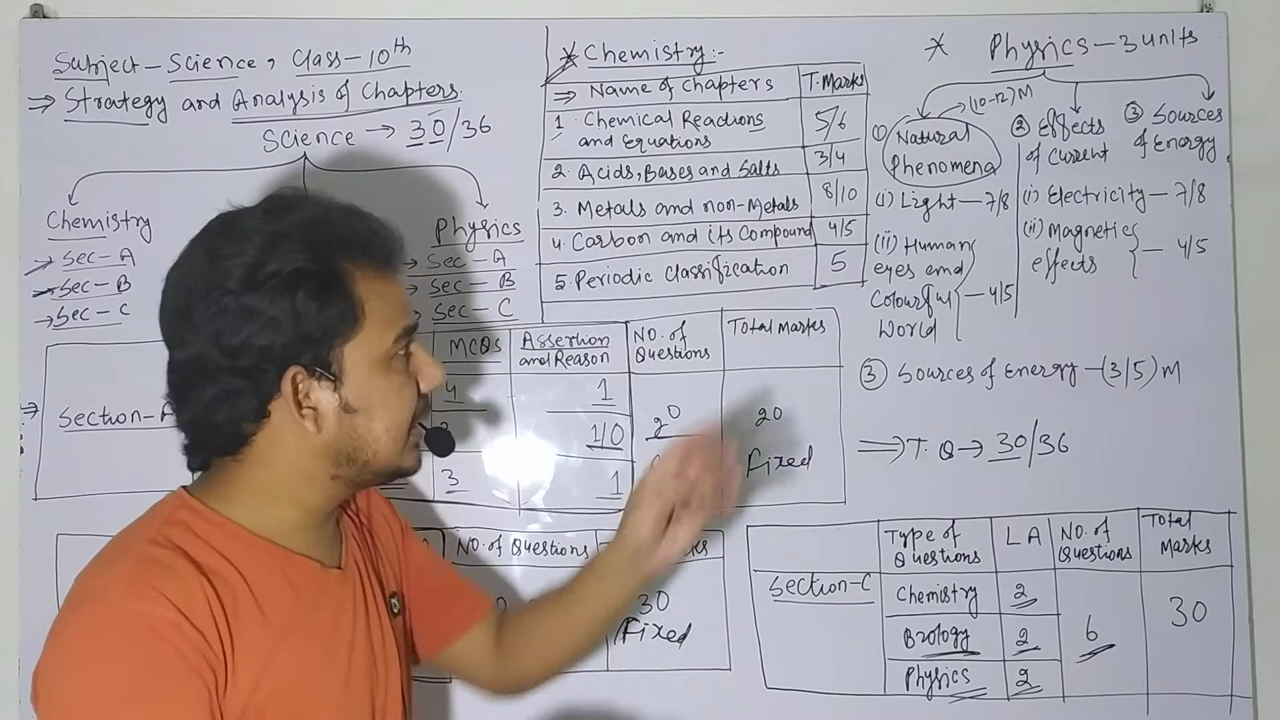 Subject - Science, Class - 10th
⇒ Strategy and Analysis of Chapters.
Science → 30/36
Chemistry
→ Sec - A
→ Sec - B
→ Sec - C
Physics
→ Sec - A
→ Sec - B
→ Sec - C
* Chemistry :-
⇒ Name of Chapters T. Marks
1. Chemical Reactions and Equations 5/6
2. Acids, Bases and Salts 3/4
3. Metals and non-Metals 8/10
4. Carbon and its Compound 4/5
5. Periodic Classification 5
* Physics - 3 units
→ (10-12) M
① Natural Phenomena
(i) Light - 7/8
(ii) Human eyes and Colourful World - 4/5
② Effects of Current
(i) Electricity - 7/8
(ii) Magnetic effects - 4/5
③ Sources of Energy.
③ Sources of Energy - (3/5) M
⇒ T. Q → 30/36
Section - A
MCQs Assertion and Reason NO. of Questions Total Marks
4 1
1/0
3 1
20
20 Fixed
NO. of Questions
30 Fixed
Section - C
Type of Questions LA NO. of Questions Total Marks
Chemistry 2
Biology 2
Physics 2
6
30